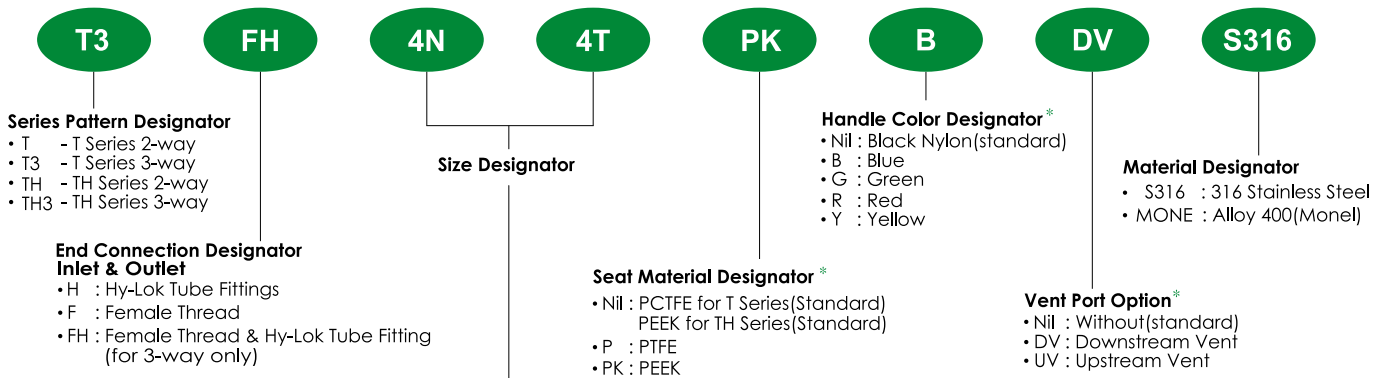 T3 FH 4N 4T PK B DV S316
Series Pattern Designator
• T - T Series 2-way
• T3 - T Series 3-way
• TH - TH Series 2-way
• TH3 - TH Series 3-way
End Connection Designator
Inlet & Outlet
• H : Hy-Lok Tube Fittings
• F : Female Thread
• FH : Female Thread & Hy-Lok Tube Fitting
(for 3-way only)
Size Designator
Seat Material Designator *
• Nil : PCTFE for T Series(Standard)
PEEK for TH Series(Standard)
• P : PTFE
• PK : PEEK
Handle Color Designator *
• Nil : Black Nylon(standard)
• B : Blue
• G : Green
• R : Red
• Y : Yellow
Vent Port Option *
• Nil : Without(standard)
• DV : Downstream Vent
• UV : Upstream Vent
Material Designator
• S316 : 316 Stainless Steel
• MONE : Alloy 400(Monel)